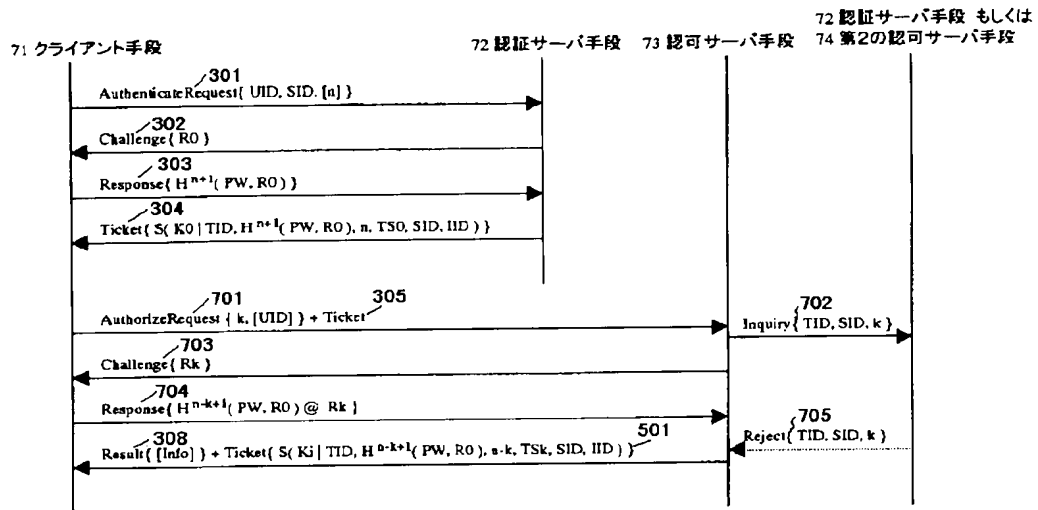 71 クライアント手段
72 認証サーバ手段
73 認可サーバ手段
72 認証サーバ手段 もしくは
74 第2の認可サーバ手段
301
AuthenticateRequest{ UID, SID, [n] }
302
Challenge{ R0 }
303
Response{ H^n+1( PW, R0) }
304
Ticket{ S( K0 | TID, H^n+1( PW, R0), n, TS0, SID, IID ) }
701
305
AuthorizeRequest { k, [UID] } + Ticket
702
Inquiry{ TID, SID, k }
703
Challenge{ Rk }
704
Response{ H^n-k+1( PW, R0) @ Rk }
705
Reject{ TID, SID, k }
308
501
Result{ [Info] } + Ticket{ S( Kj | TID, H^n-k+1( PW, R0), n-k, TSk, SID, IID ) }